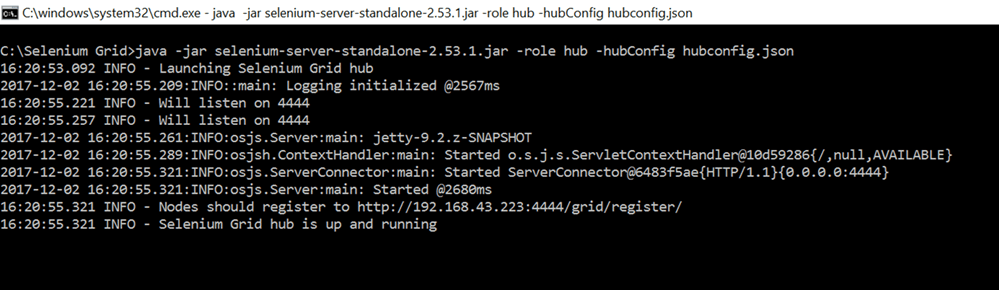 C:\windows\system32\cmd.exe - java  -jar selenium-server-standalone-2.53.1.jar -role hub -hubConfig hubconfig.json
C:\Selenium Grid>java -jar selenium-server-standalone-2.53.1.jar -role hub -hubConfig hubconfig.json
16:20:53.092 INFO - Launching Selenium Grid hub
2017-12-02 16:20:55.209:INFO::main: Logging initialized @2567ms
16:20:55.221 INFO - Will listen on 4444
16:20:55.257 INFO - Will listen on 4444
2017-12-02 16:20:55.261:INFO:osjs.Server:main: jetty-9.2.z-SNAPSHOT
2017-12-02 16:20:55.289:INFO:osjsh.ContextHandler:main: Started o.s.j.s.ServletContextHandler@10d59286{/,null,AVAILABLE}
2017-12-02 16:20:55.321:INFO:osjs.ServerConnector:main: Started ServerConnector@6483f5ae{HTTP/1.1}{0.0.0.0:4444}
2017-12-02 16:20:55.321:INFO:osjs.Server:main: Started @2680ms
16:20:55.321 INFO - Nodes should register to http://192.168.43.223:4444/grid/register/
16:20:55.321 INFO - Selenium Grid hub is up and running